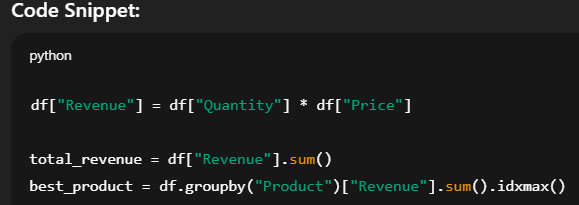 Code Snippet:
python
df["Revenue"] = df["Quantity"] * df["Price"]
total_revenue = df["Revenue"].sum()
best_product = df.groupby("Product")["Revenue"].sum().idxmax()